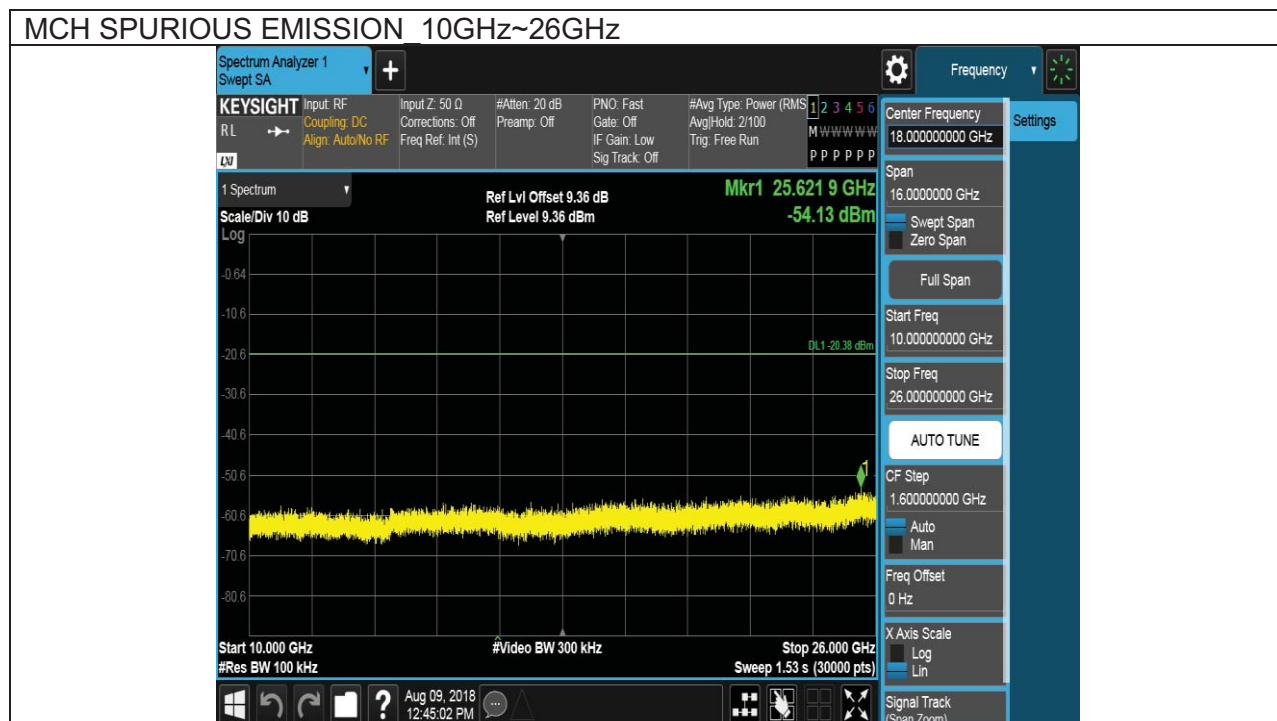 MCH SPURIOUS EMISSION_10GHz~26GHz
Spectrum Analyzer 1
Swept SA
+
Frequency
KEYSIGHT
RL
LXI
Input: RF
Coupling: DC
Align: Auto/No RF
Input Z: 50 Ω
Corrections: Off
Freq Ref: Int (S)
#Atten: 20 dB
Preamp: Off
PNO: Fast
Gate: Off
IF Gain: Low
Sig Track: Off
#Avg Type: Power (RMS
Avg|Hold: 2/100
Trig: Free Run
1 2 3 4 5 6
M W W W W W
P P P P P P
1 Spectrum
Scale/Div 10 dB
Log
Ref Lvl Offset 9.36 dB
Ref Level 9.36 dBm
Mkr1 25.621 9 GHz
-54.13 dBm
-0.64
-10.6
-20.6
-30.6
-40.6
-50.6
-60.6
-70.6
-80.6
DL1 -20.38 dBm
1
Start 10.000 GHz
#Res BW 100 kHz
#Video BW 300 kHz
Stop 26.000 GHz
Sweep 1.53 s (30000 pts)
?
Aug 09, 2018
12:45:02 PM
Center Frequency
18.000000000 GHz
Settings
Span
16.0000000 GHz
Swept Span
Zero Span
Full Span
Start Freq
10.000000000 GHz
Stop Freq
26.000000000 GHz
AUTO TUNE
CF Step
1.600000000 GHz
Auto
Man
Freq Offset
0 Hz
X Axis Scale
Log
Lin
Signal Track
(Span Zoom)